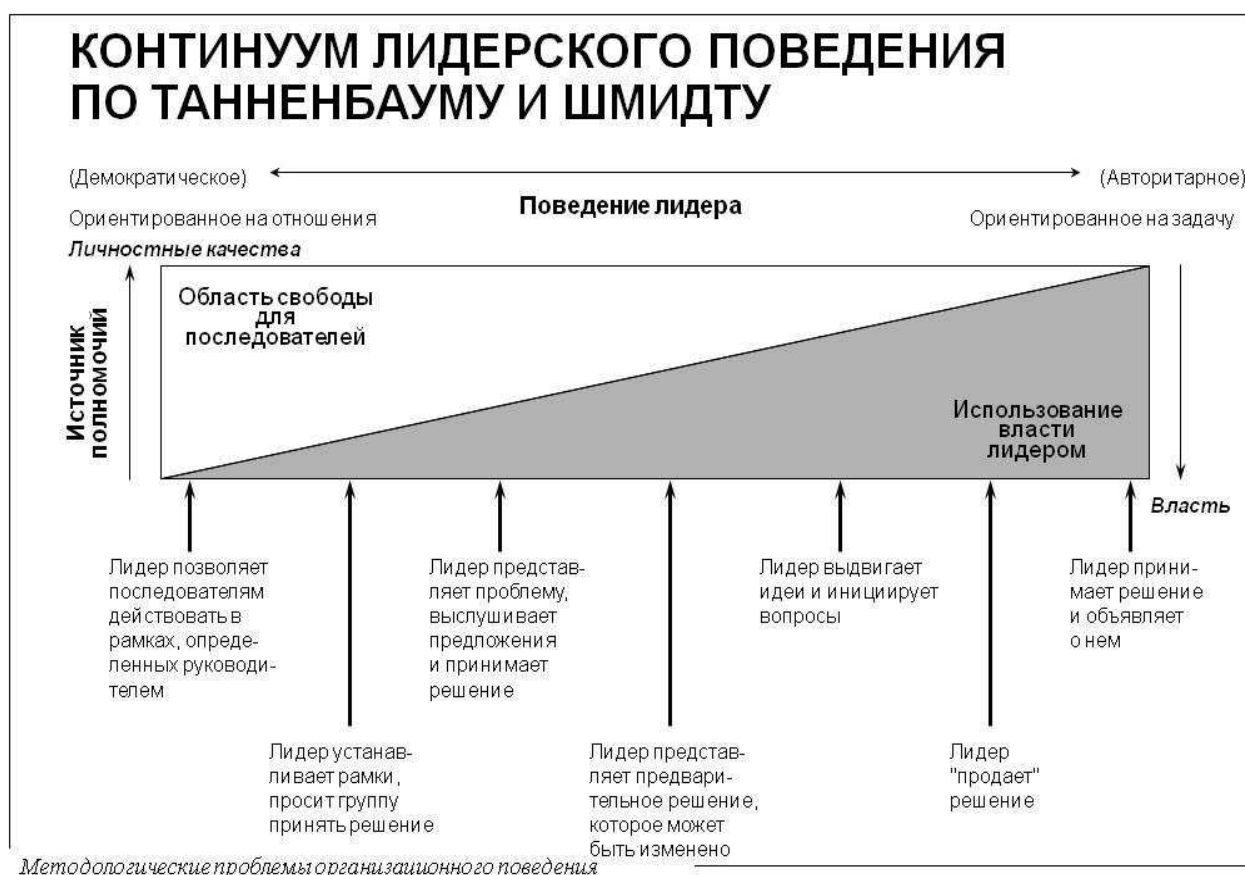 КОНТИНУУМ ЛИДЕРСКОГО ПОВЕДЕНИЯ
ПО ТАННЕНБАУМУ И ШМИДТУ
(Демократическое)
(Авторитарное)
Поведение лидера
Ориентированное на отношения
Ориентированное на задачу
Личностные качества
Источник
полномочий
Область свободы
для
последователей
Использование
власти
лидером
Власть
Лидер позволяет
последователям
действовать в
рамках, опреде-
ленных руководи-
телем
Лидер представ-
ляет проблему,
выслушивает
предложения
и принимает
решение
Лидер выдвигает
идеи и инициирует
вопросы
Лидер прини-
мает решение
и объявляет
о нем
Лидер устанав-
ливает рамки,
просит группу
принять решение
Лидер представ-
ляет предвари-
тельное решение,
которое может
быть изменено
Лидер
"продает"
решение
Методологические проблемы организационного поведения